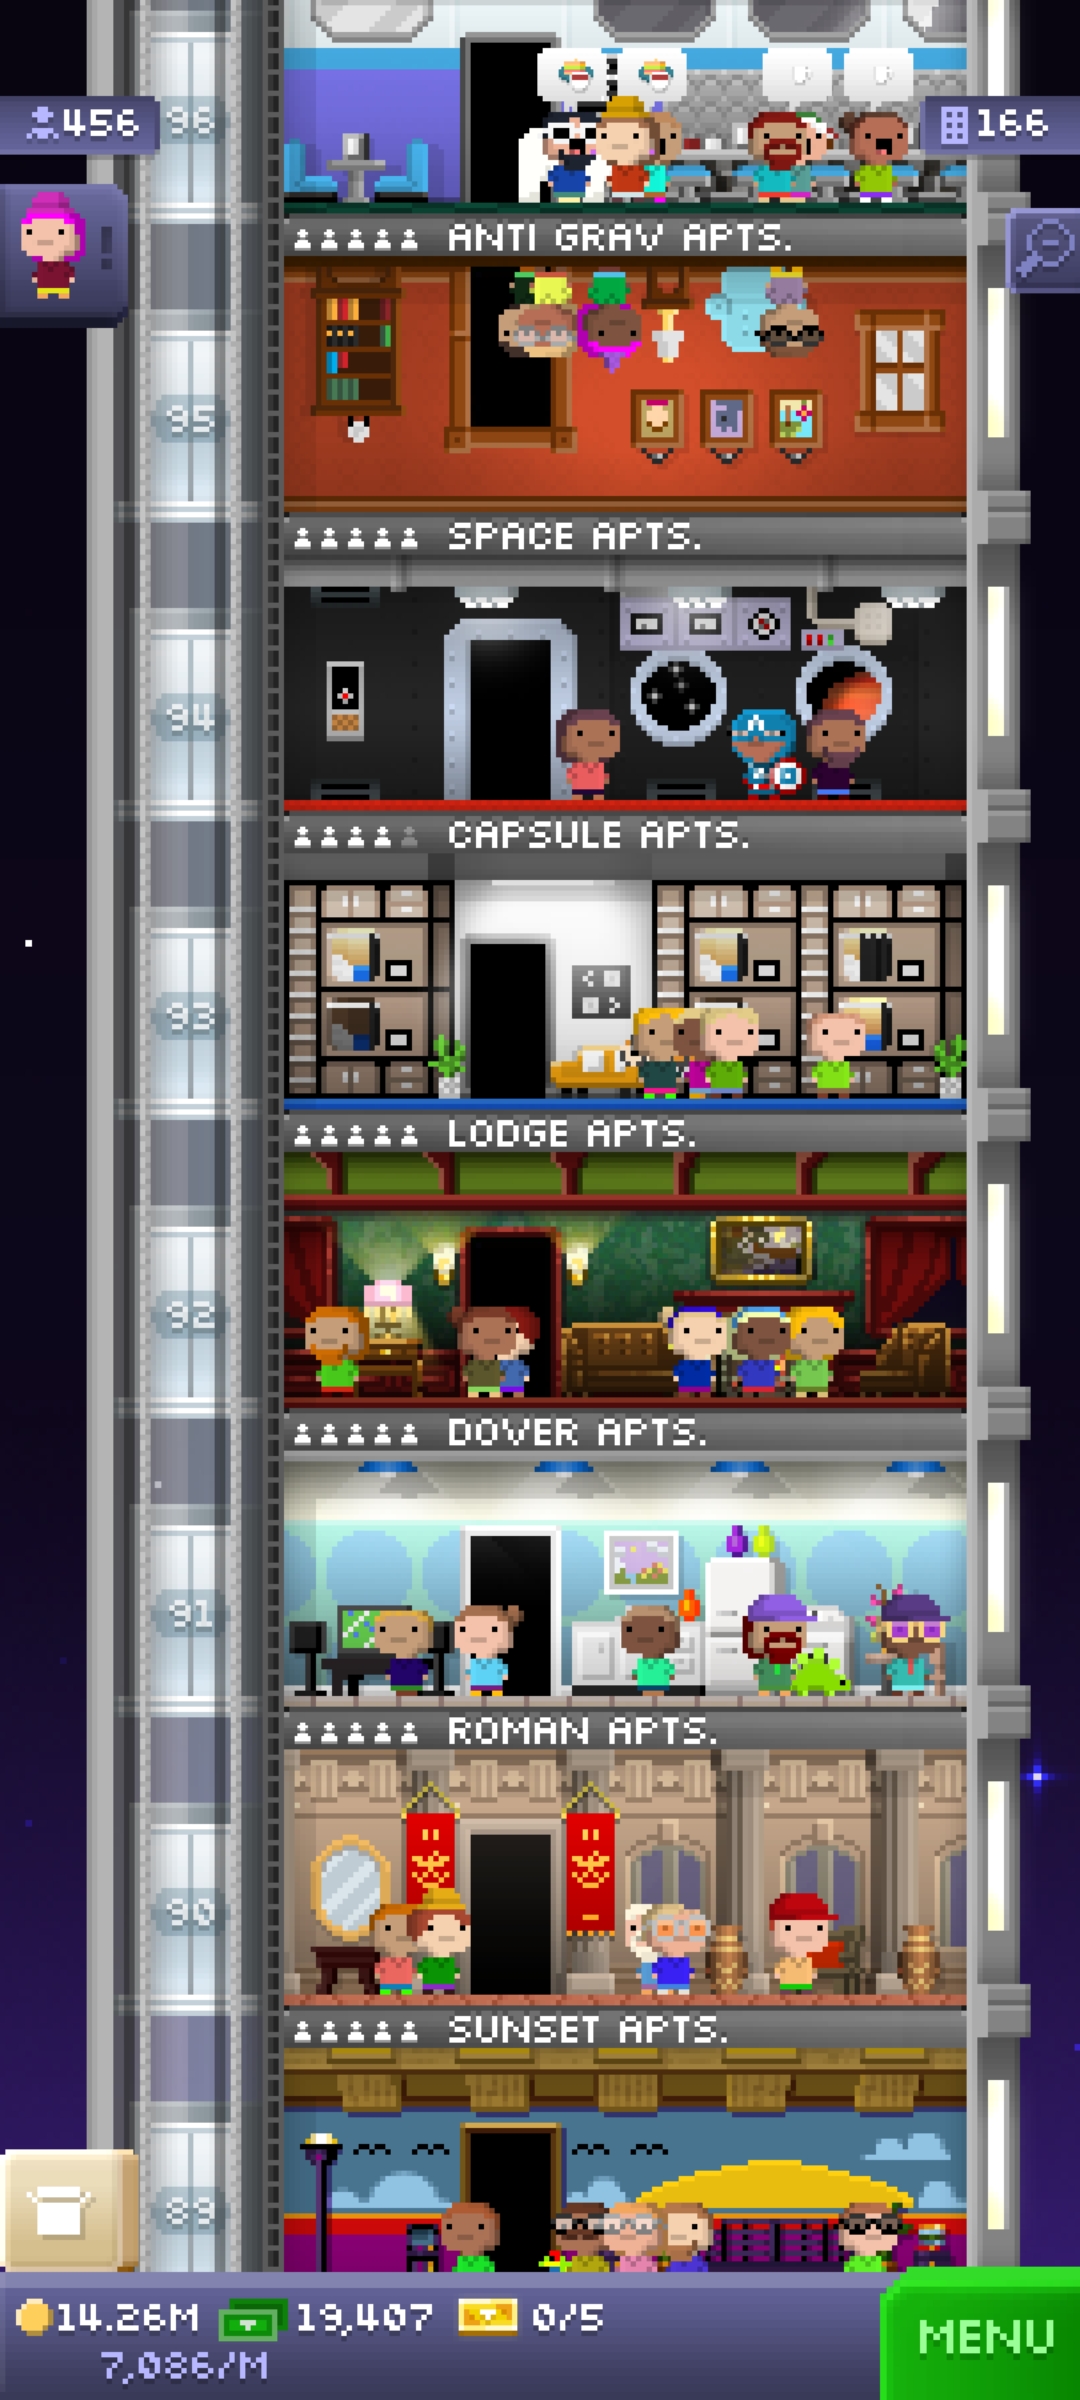 96
456
166
!
ANTI GRAV APTS.
95
SPACE APTS.
94
CAPSULE APTS.
93
LODGE APTS.
92
DOVER APTS.
91
ROMAN APTS.
90
SUNSET APTS.
89
14.26M 19,407 0/5
7,086/M
MENU